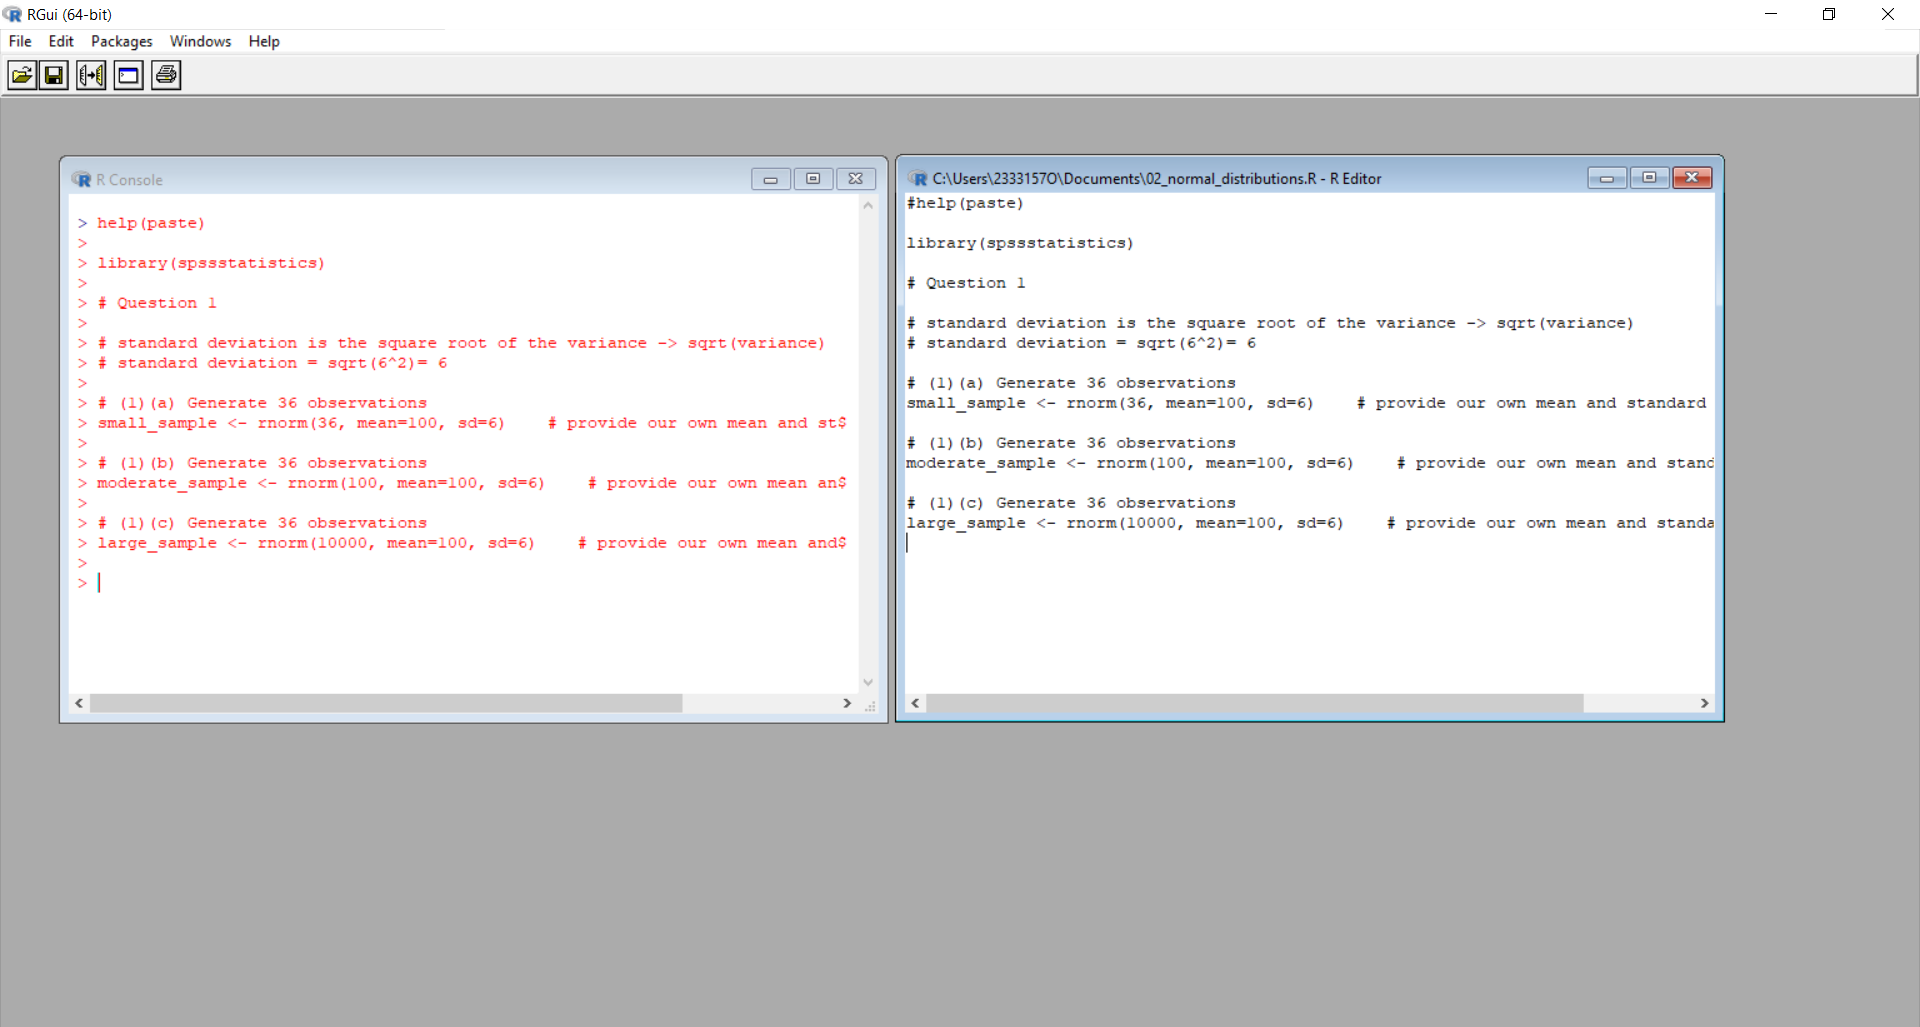 RGui (64-bit)
File Edit Packages Windows Help
R Console
> help(paste)
>
> library(spssstatistics)
>
> # Question 1
>
> # standard deviation is the square root of the variance -> sqrt(variance)
> # standard deviation = sqrt(6^2)= 6
>
> # (1)(a) Generate 36 observations
> small_sample <- rnorm(36, mean=100, sd=6)    # provide our own mean and st$
>
> # (1)(b) Generate 36 observations
> moderate_sample <- rnorm(100, mean=100, sd=6)    # provide our own mean an$
>
> # (1)(c) Generate 36 observations
> large_sample <- rnorm(10000, mean=100, sd=6)    # provide our own mean and$
>
>
C:\Users\2333157O\Documents\02_normal_distributions.R - R Editor
#help(paste)
library(spssstatistics)
# Question 1
# standard deviation is the square root of the variance -> sqrt(variance)
# standard deviation = sqrt(6^2)= 6
# (1)(a) Generate 36 observations
small_sample <- rnorm(36, mean=100, sd=6)    # provide our own mean and standard
# (1)(b) Generate 36 observations
moderate_sample <- rnorm(100, mean=100, sd=6)    # provide our own mean and stand
# (1)(c) Generate 36 observations
large_sample <- rnorm(10000, mean=100, sd=6)    # provide our own mean and standa